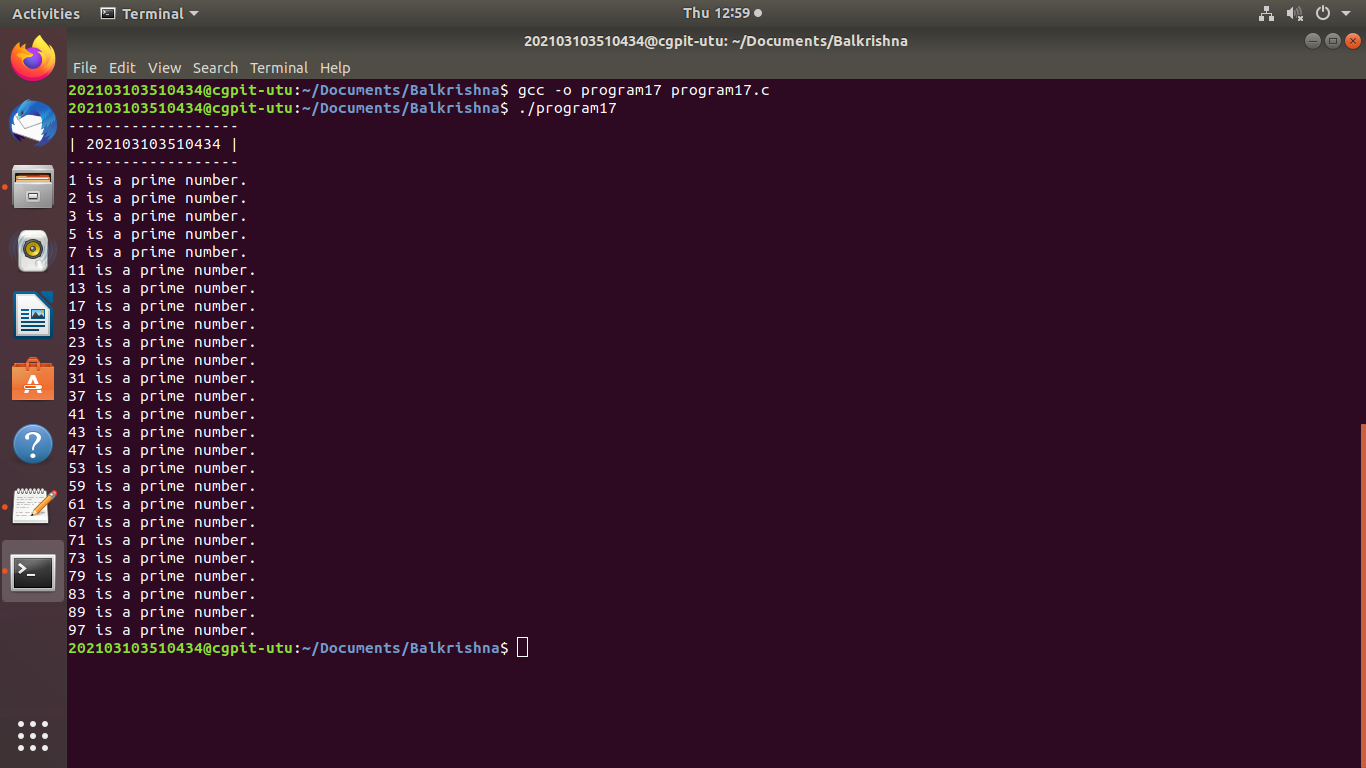 Activities
Terminal
Thu 12:59
202103103510434@cgpit-utu: ~/Documents/Balkrishna
File Edit View Search Terminal Help
202103103510434@cgpit-utu:~/Documents/Balkrishna$ gcc -o program17 program17.c
202103103510434@cgpit-utu:~/Documents/Balkrishna$ ./program17
-------------------
| 202103103510434 |
-------------------
1 is a prime number.
2 is a prime number.
3 is a prime number.
5 is a prime number.
7 is a prime number.
11 is a prime number.
13 is a prime number.
17 is a prime number.
19 is a prime number.
23 is a prime number.
29 is a prime number.
31 is a prime number.
37 is a prime number.
41 is a prime number.
43 is a prime number.
47 is a prime number.
53 is a prime number.
59 is a prime number.
61 is a prime number.
67 is a prime number.
71 is a prime number.
73 is a prime number.
79 is a prime number.
83 is a prime number.
89 is a prime number.
97 is a prime number.
202103103510434@cgpit-utu:~/Documents/Balkrishna$